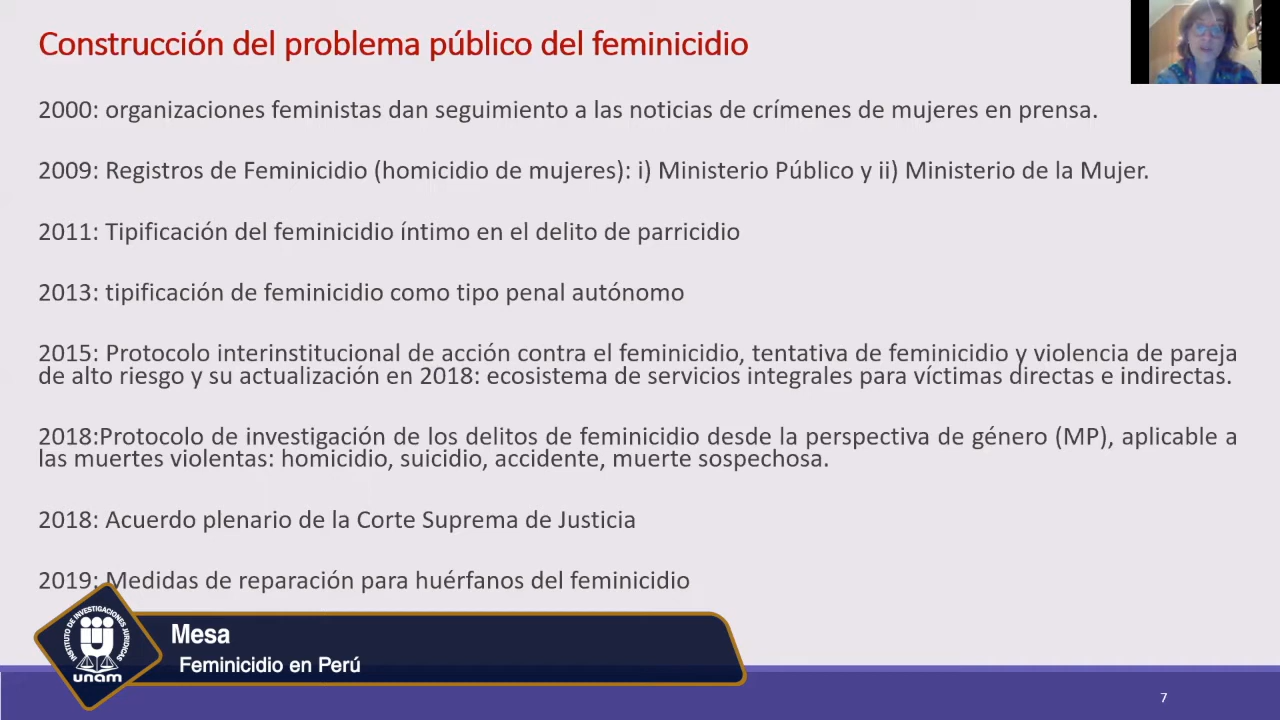 Construcción del problema público del feminicidio
2000: organizaciones feministas dan seguimiento a las noticias de crímenes de mujeres en prensa.
2009: Registros de Feminicidio (homicidio de mujeres): i) Ministerio Público y ii) Ministerio de la Mujer.
2011: Tipificación del feminicidio íntimo en el delito de parricidio
2013: tipificación de feminicidio como tipo penal autónomo
2015: Protocolo interinstitucional de acción contra el feminicidio, tentativa de feminicidio y violencia de pareja
de alto riesgo y su actualización en 2018: ecosistema de servicios integrales para víctimas directas e indirectas.
2018:Protocolo de investigación de los delitos de feminicidio desde la perspectiva de género (MP), aplicable a
las muertes violentas: homicidio, suicidio, accidente, muerte sospechosa.
2018: Acuerdo plenario de la Corte Suprema de Justicia
2019: Medidas de reparación para huérfanos del feminicidio
INSTITUTO DE INVESTIGACIONES JURIDICAS
unam
Mesa
Feminicidio en Perú
7